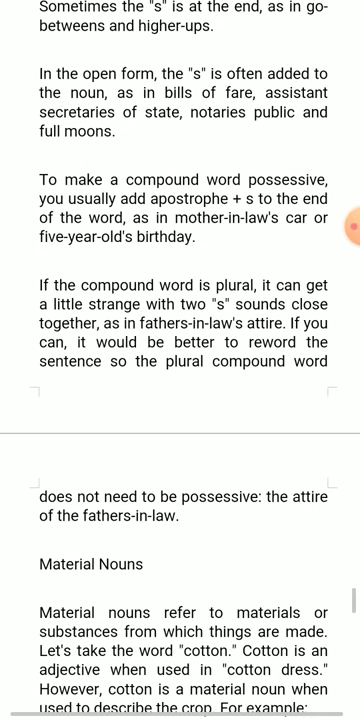 Sometimes the "s" is at the end, as in go-
betweens and higher-ups.
In the open form, the "s" is often added to
the noun, as in bills of fare, assistant
secretaries of state, notaries public and
full moons.
To make a compound word possessive,
you usually add apostrophe + s to the end
of the word, as in mother-in-law's car or
five-year-old's birthday.
If the compound word is plural, it can get
a little strange with two "s" sounds close
together, as in fathers-in-law's attire. If you
can, it would be better to reword the
sentence so the plural compound word
does not need to be possessive: the attire
of the fathers-in-law.
Material Nouns
Material nouns refer to materials or
substances from which things are made.
Let's take the word "cotton." Cotton is an
adjective when used in "cotton dress."
However, cotton is a material noun when
used to describe the crop. For example: